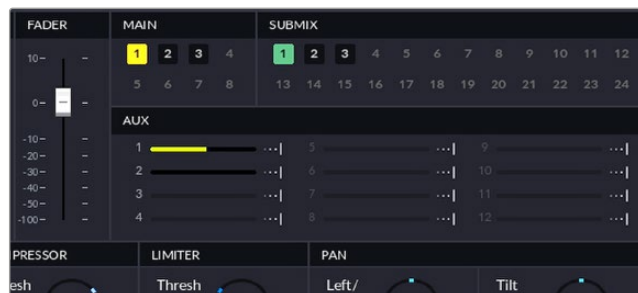 FADER MAIN SUBMIX
10 1 2 3 4 1 2 3 4 5 6 7 8 9 10 11 12
5 6 7 8 13 14 15 16 17 18 19 20 21 22 23 24
0
AUX
-10 1 5 9
-20
-30 2 6 10
-40 3 7 11
-50
-100 4 8 12
PRESSOR LIMITER PAN
esh Thresh Left/ Tilt